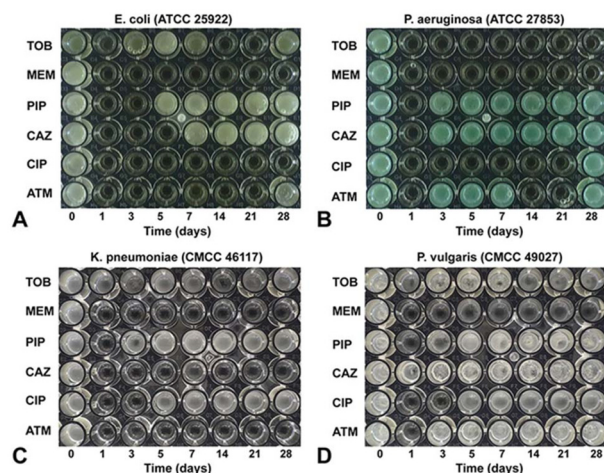 E. coli (ATCC 25922)
TOB
MEM
PIP
CAZ
CIP
ATM
A
0 1 3 5 7 14 21 28
Time (days)
P. aeruginosa (ATCC 27853)
TOB
MEM
PIP
CAZ
CIP
ATM
B
0 1 3 5 7 14 21 28
Time (days)
K. pneumoniae (CMCC 46117)
TOB
MEM
PIP
CAZ
CIP
ATM
C
0 1 3 5 7 14 21 28
Time (days)
P. vulgaris (CMCC 49027)
TOB
MEM
PIP
CAZ
CIP
ATM
D
0 1 3 5 7 14 21 28
Time (days)